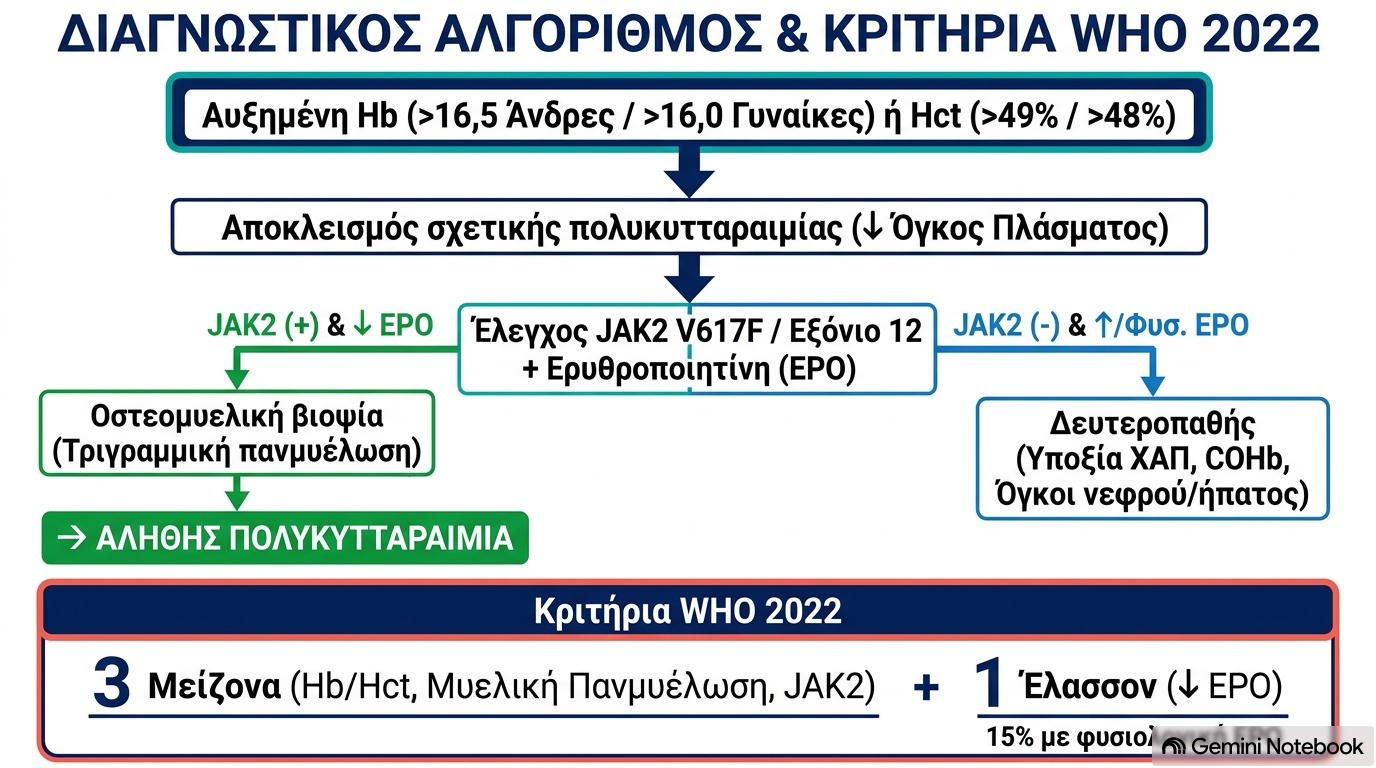 ΔΙΑΓΝΩΣΤΙΚΟΣ ΑΛΓΟΡΙΘΜΟΣ & ΚΡΙΤΗΡΙΑ WHO 2022
Αυξημένη Hb (>16,5 Άνδρες / >16,0 Γυναίκες) ή Hct (>49% / >48%)
Αποκλεισμός σχετικής πολυκυτταραιμίας (↓ Όγκος Πλάσματος)
JAK2 (+) & ↓ EPO
Έλεγχος JAK2 V617F / Εξόνιο 12
+ Ερυθροποιητίνη (EPO)
JAK2 (-) & ↑/Φυσ. EPO
Οστεομυελική βιοψία
(Τριγραμμική πανμυέλωση)
→ ΑΛΗΘΗΣ ΠΟΛΥΚΥΤΤΑΡΑΙΜΙΑ
Δευτεροπαθής
(Υποξία ΧΑΠ, COHb,
Όγκοι νεφρού/ήπατος)
Κριτήρια WHO 2022
3 Μείζονα (Hb/Hct, Μυελική Πανμυέλωση, JAK2) + 1 Έλασσον (↓ EPO)
15% με
Gemini Notebook